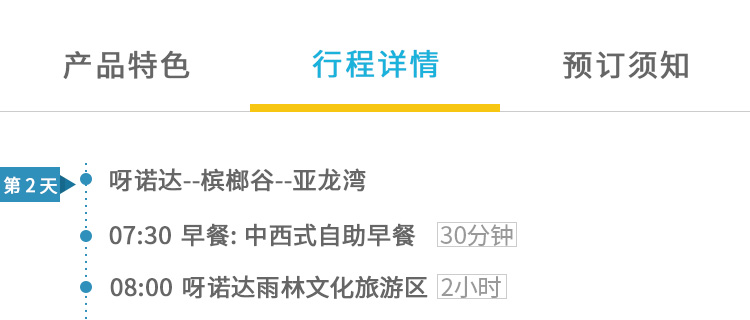 产品特色 行程详情 预订须知
第2天 呀诺达--槟榔谷--亚龙湾
07:30 早餐: 中西式自助早餐 30分钟
08:00 呀诺达雨林文化旅游区 2小时